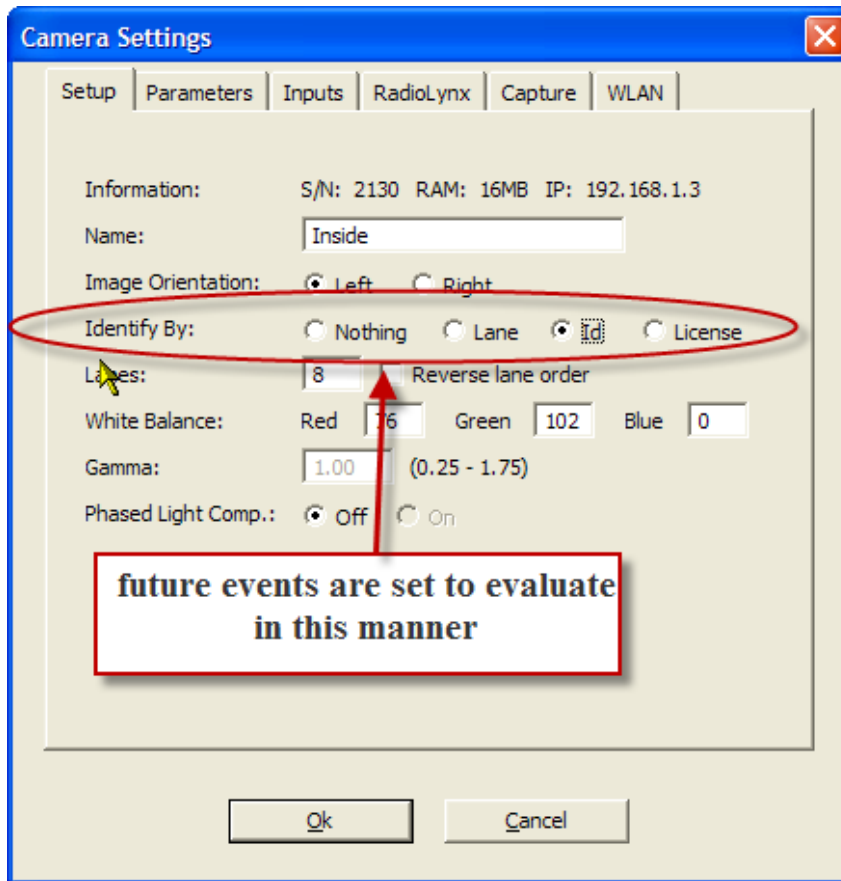 Camera Settings
Setup Parameters Inputs RadioLynx Capture WLAN
Information: S/N: 2130 RAM: 16MB IP: 192.168.1.3
Name: Inside
Image Orientation: Left Right
Identify By: Nothing Lane Id License
Lanes: 8 Reverse lane order
White Balance: Red 76 Green 102 Blue 0
Gamma: 1.00 (0.25 - 1.75)
Phased Light Comp.: Off On
future events are set to evaluate
in this manner
Ok Cancel